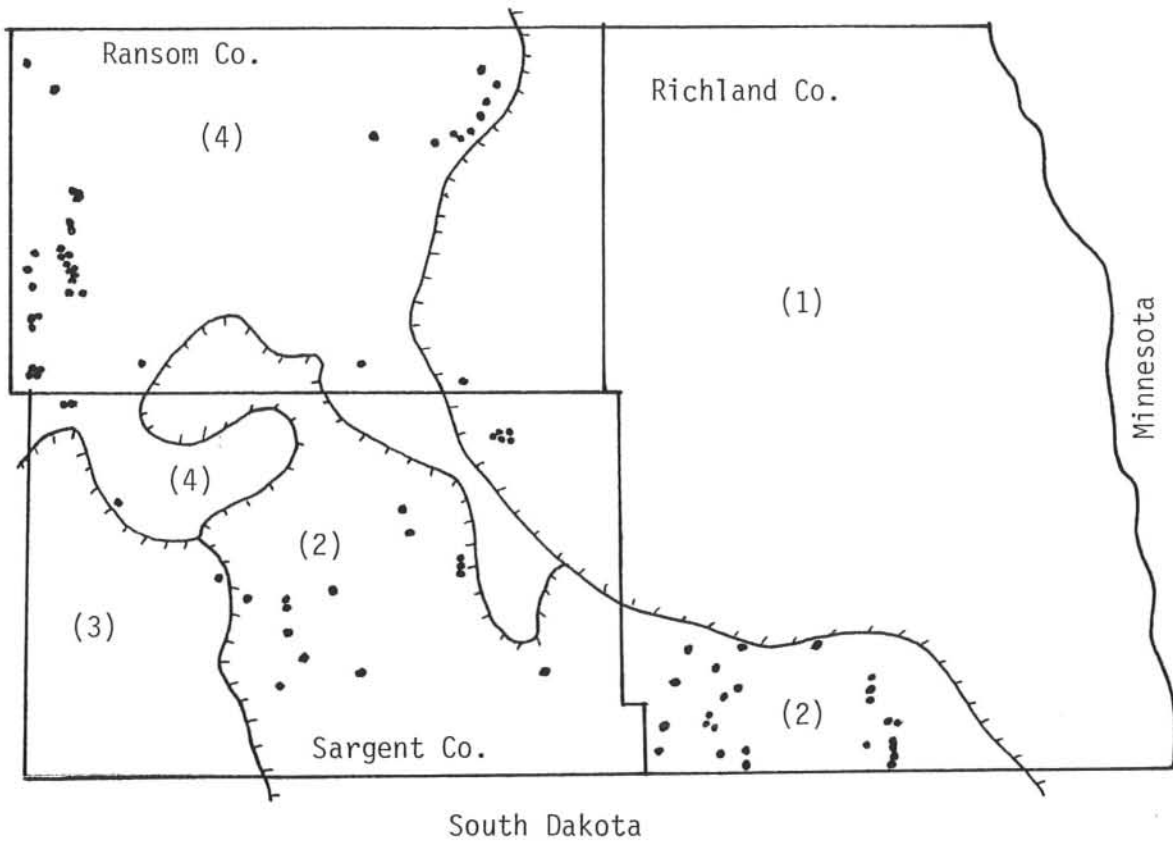 Ransom Co.
Richland Co.
(4)
(1)
Minnesota
(4)
(2)
(3)
(2)
Sargent Co.
South Dakota